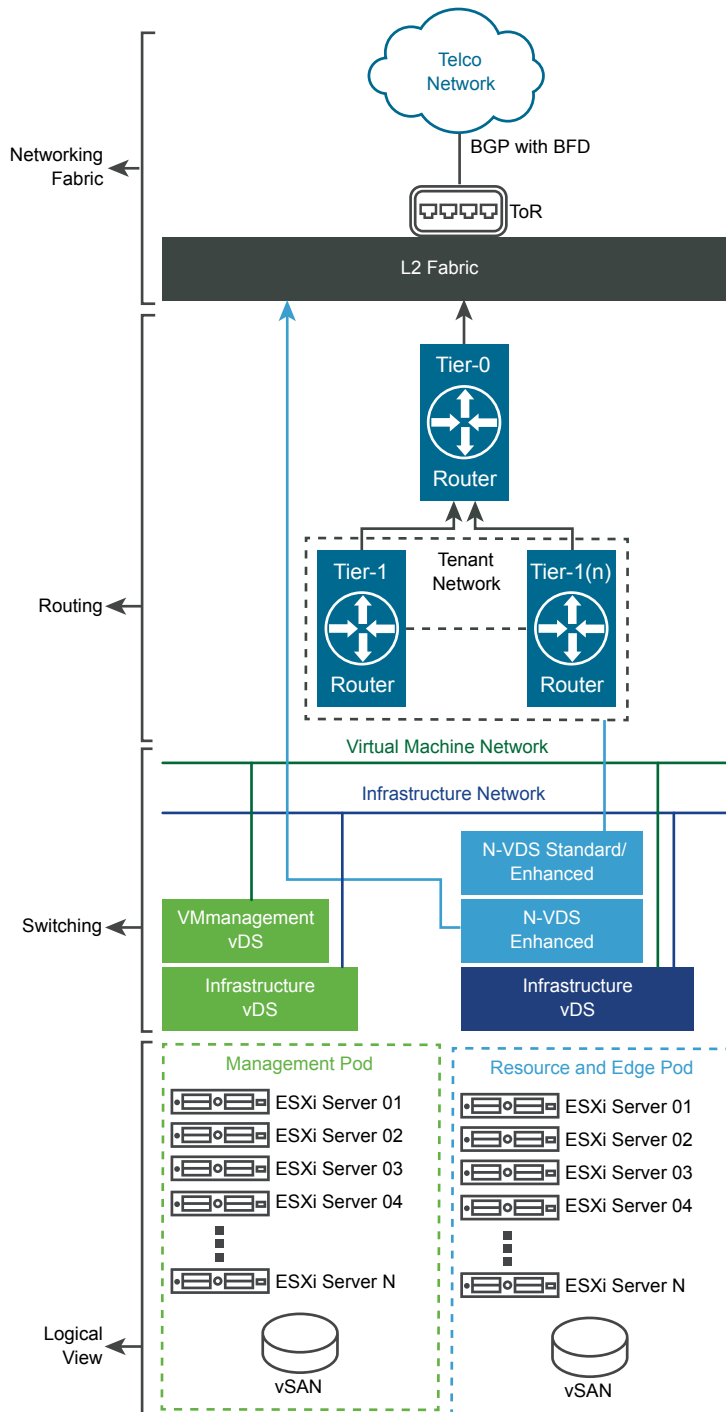 Telco
Network
Networking
Fabric
BGP with BFD
ToR
L2 Fabric
Tier-0
Router
Tenant
Network
Tier-1
Router
Tier-1(n)
Router
Routing
Virtual Machine Network
Infrastructure Network
N-VDS Standard/
Enhanced
Switching
VMmanagement
vDS
N-VDS
Enhanced
Infrastructure
vDS
Infrastructure
vDS
Management Pod
ESXi Server 01
ESXi Server 02
ESXi Server 03
ESXi Server 04
ESXi Server N
vSAN
Resource and Edge Pod
ESXi Server 01
ESXi Server 02
ESXi Server 03
ESXi Server 04
ESXi Server N
vSAN
Logical
View